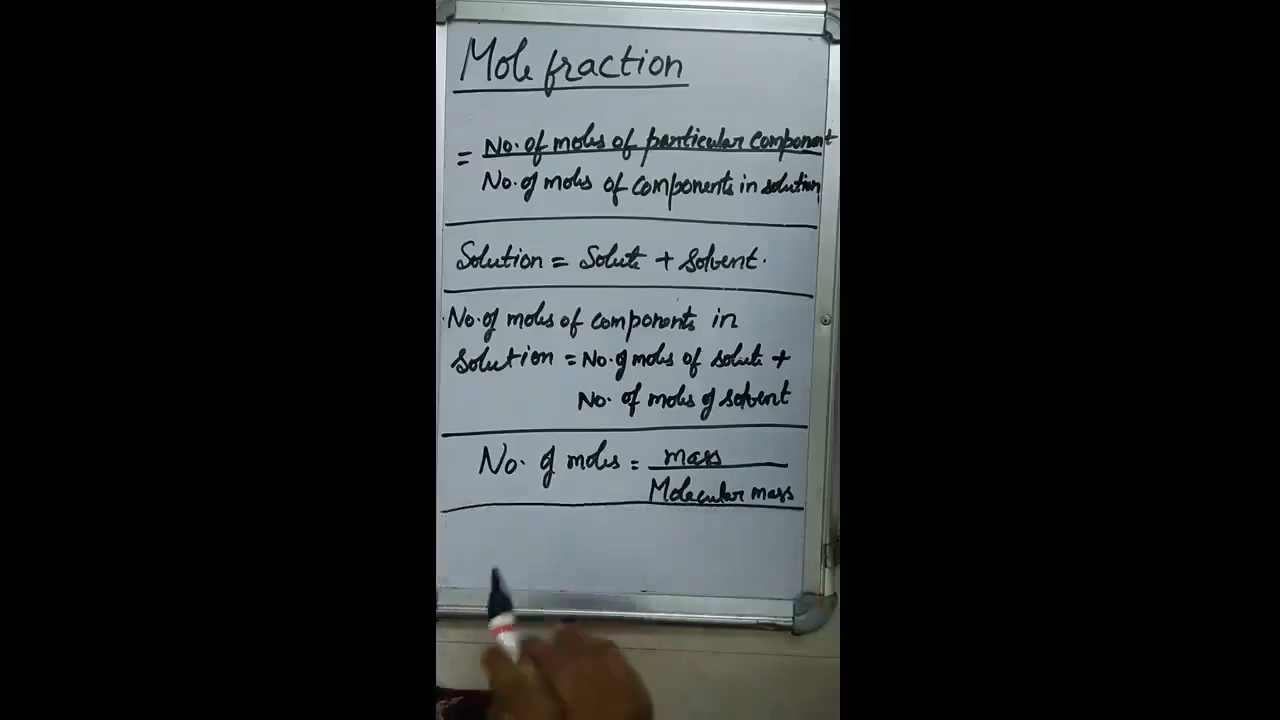 Mole fraction
= No. of moles of particular component
No. of moles of components in solution
Solution = Solute + Solvent.
No. of moles of components in
solution = No. of moles of solute +
No. of moles of solvent
No. of moles = mass
Molecular mass